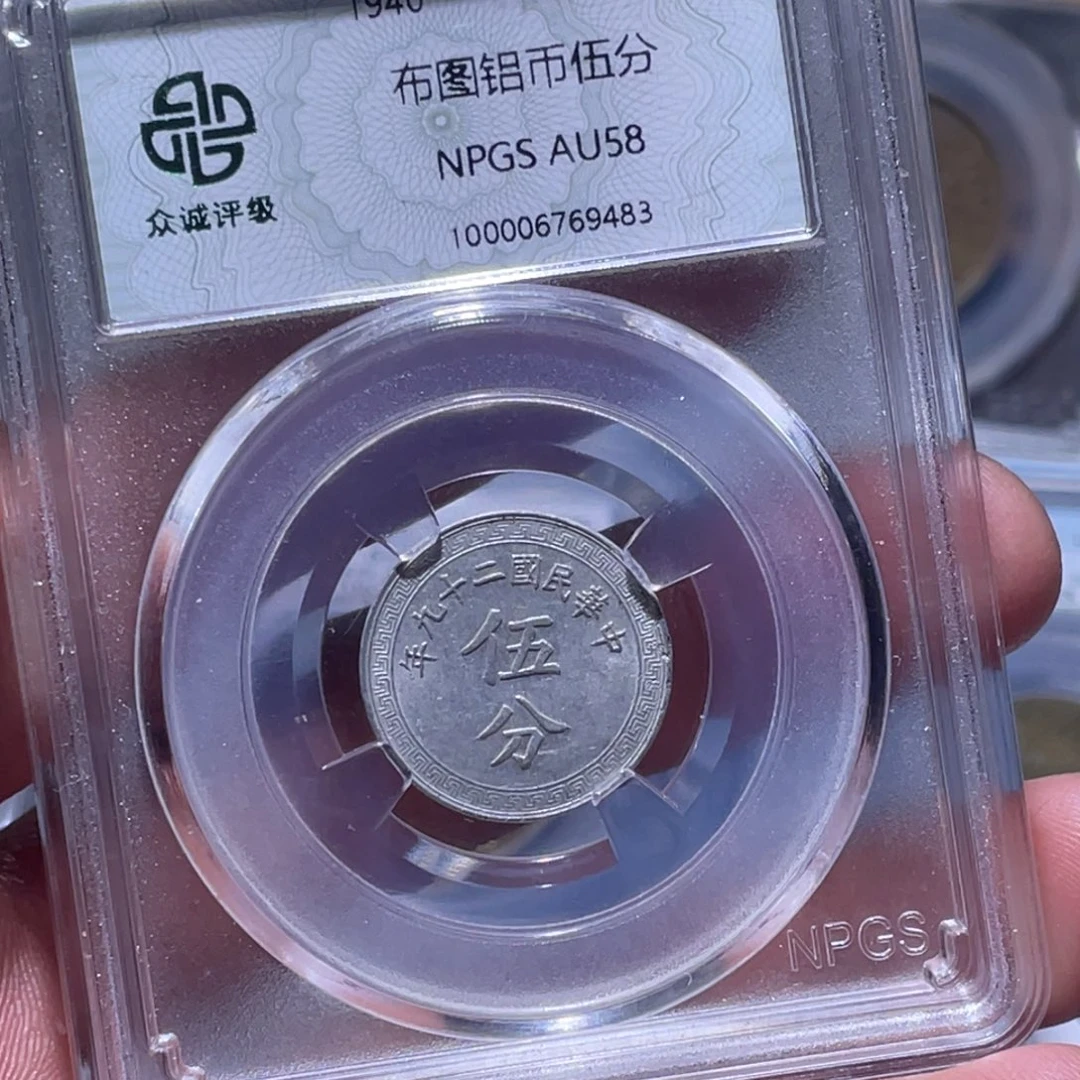 1940
布图铝币伍分
NPGS AU58
100006769483
众诚评级
中華民國二十九年
伍
分
NPGS